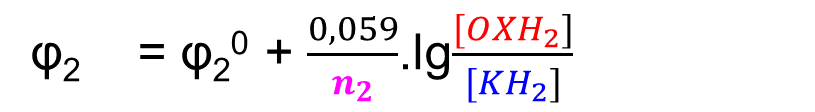 φ₂ = φ₂⁰ + 0,059/n₂ .lg [OXH₂]/[KH₂]